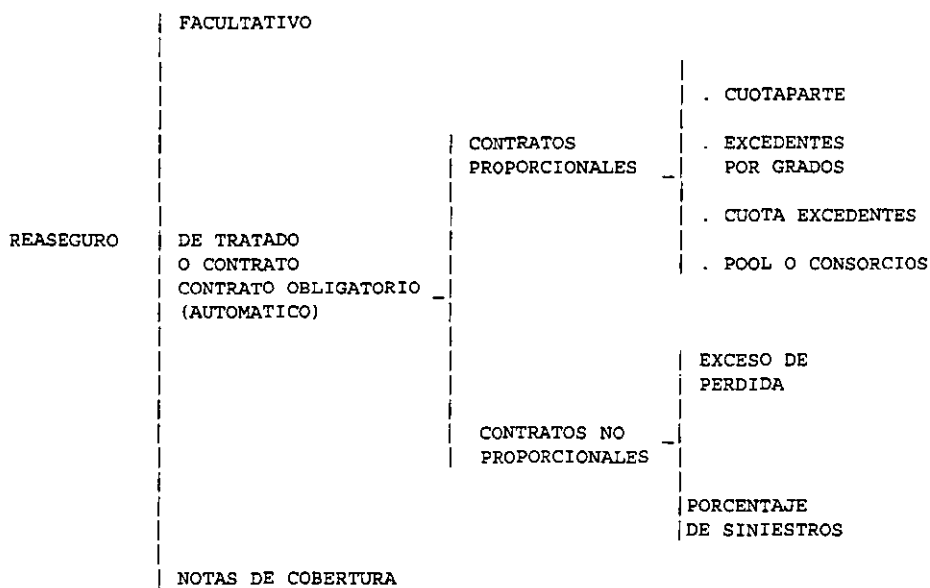 FACULTATIVO
REASEGURO
DE TRATADO
O CONTRATO
CONTRATO OBLIGATORIO
(AUTOMATICO)
CONTRATOS
PROPORCIONALES
. CUOTAPARTE
. EXCEDENTES
POR GRADOS
. CUOTA EXCEDENTES
. POOL O CONSORCIOS
CONTRATOS NO
PROPORCIONALES
EXCESO DE
PERDIDA
PORCENTAJE
DE SINIESTROS
NOTAS DE COBERTURA